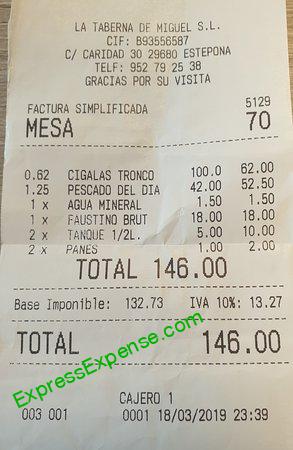 LA TABERNA DE MIGUEL S.L.
CIF: B93556587
C/ CARIDAD 30 29680 ESTEPONA
TELF: 952 79 25 38
GRACIAS POR SU VISITA
FACTURA SIMPLIFICADA 5129
MESA 70
0.62 CIGALAS TRONCO 100.0 62.00
1.25 PESCADO DEL DIA 42.00 52.50
1 x AGUA MINERAL 1.50 1.50
1 x FAUSTINO BRUT 18.00 18.00
2 x TANQUE 1/2L. 5.00 10.00
2 x PANES 1.00 2.00
TOTAL 146.00
Base Imponible: 132.73 IVA 10%: 13.27
TOTAL 146.00
ExpressExpense.com
CAJERO 1
003 001 0001 18/03/2019 23:39